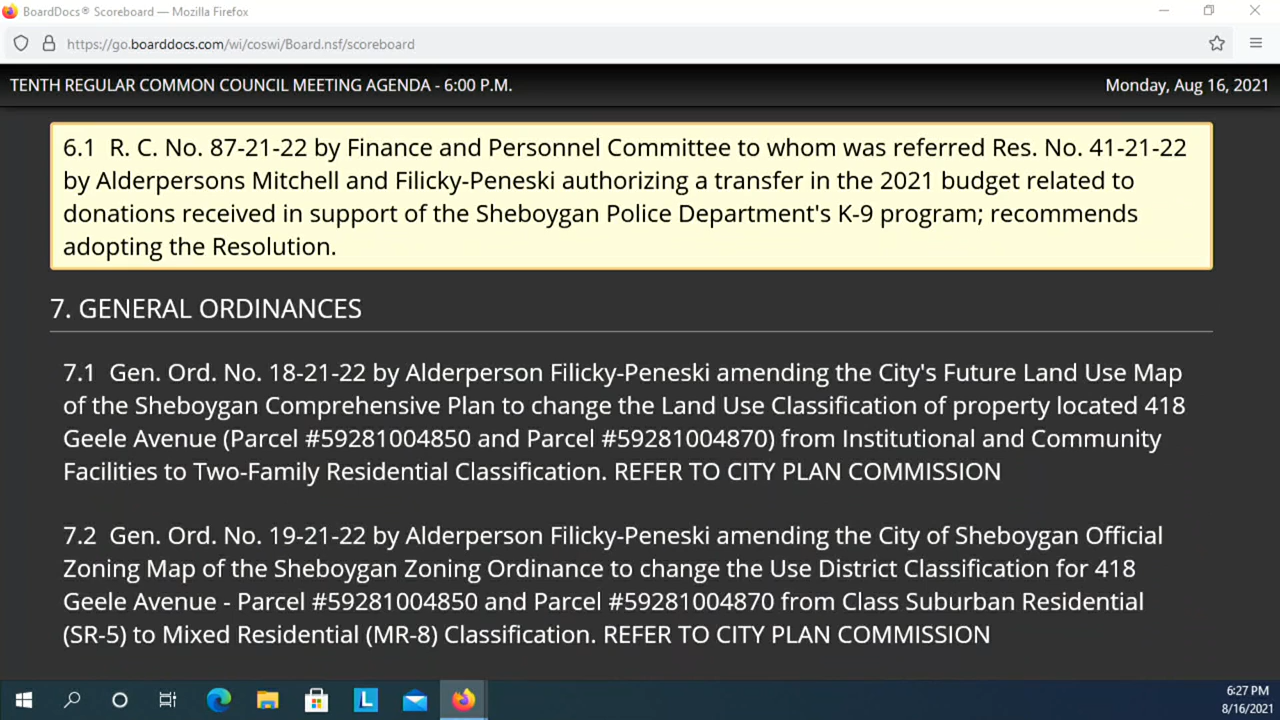 BoardDocs® Scoreboard — Mozilla Firefox
https://go.boarddocs.com/wi/coswi/Board.nsf/scoreboard
TENTH REGULAR COMMON COUNCIL MEETING AGENDA - 6:00 P.M.
Monday, Aug 16, 2021
6.1 R. C. No. 87-21-22 by Finance and Personnel Committee to whom was referred Res. No. 41-21-22
by Alderpersons Mitchell and Filicky-Peneski authorizing a transfer in the 2021 budget related to
donations received in support of the Sheboygan Police Department's K-9 program; recommends
adopting the Resolution.
7. GENERAL ORDINANCES
7.1 Gen. Ord. No. 18-21-22 by Alderperson Filicky-Peneski amending the City's Future Land Use Map
of the Sheboygan Comprehensive Plan to change the Land Use Classification of property located 418
Geele Avenue (Parcel #59281004850 and Parcel #59281004870) from Institutional and Community
Facilities to Two-Family Residential Classification. REFER TO CITY PLAN COMMISSION
7.2 Gen. Ord. No. 19-21-22 by Alderperson Filicky-Peneski amending the City of Sheboygan Official
Zoning Map of the Sheboygan Zoning Ordinance to change the Use District Classification for 418
Geele Avenue - Parcel #59281004850 and Parcel #59281004870 from Class Suburban Residential
(SR-5) to Mixed Residential (MR-8) Classification. REFER TO CITY PLAN COMMISSION
L
6:27 PM
8/16/2021